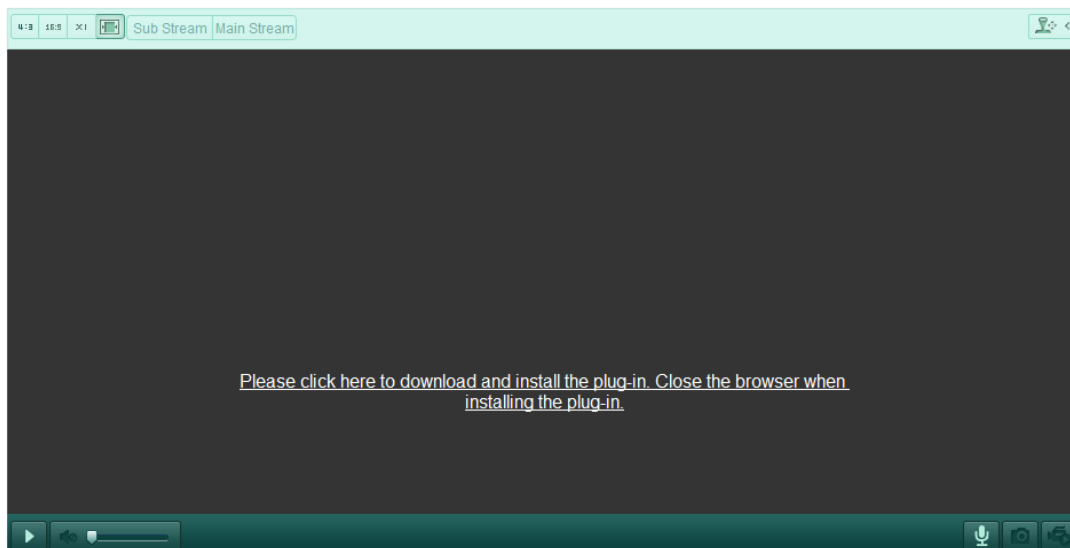 4:3 16:9 X1 Sub Stream Main Stream
Please click here to download and install the plug-in. Close the browser when
installing the plug-in.